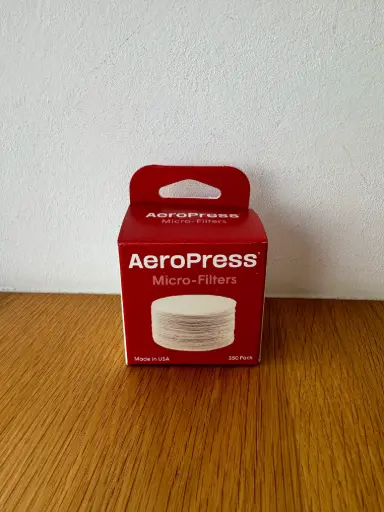 AeroPress
Micro-Filters
AeroPress®
Micro-Filters
Made in USA
350 Pack